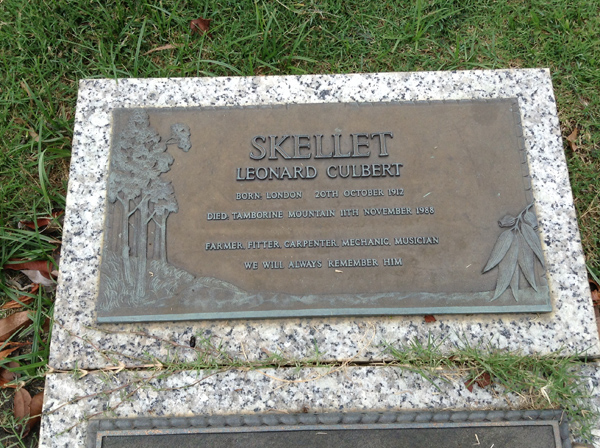 SKELLET
LEONARD CULBERT
BORN: LONDON 20TH OCTOBER 1912
DIED: TAMBORINE MOUNTAIN 11TH NOVEMBER 1988
FARMER, FITTER, CARPENTER, MECHANIC, MUSICIAN
WE WILL ALWAYS REMEMBER HIM